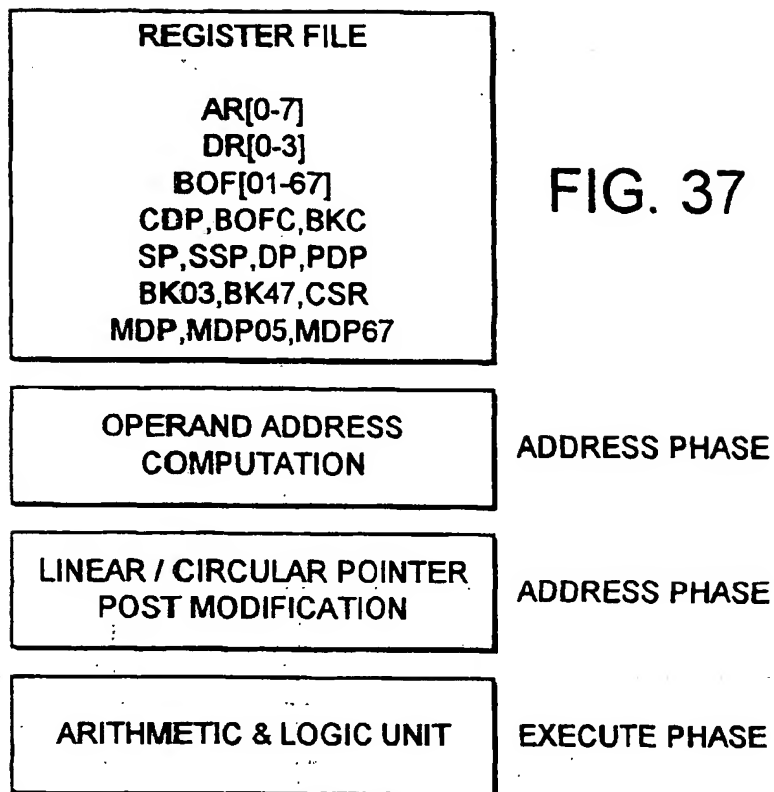 REGISTER FILE
AR[0-7]
DR[0-3]
BOF[01-67]
CDP,BOFC,BKC
SP,SSP,DP,PDP
BK03,BK47,CSR
MDP,MDP05,MDP67
FIG. 37
OPERAND ADDRESS
COMPUTATION
ADDRESS PHASE
LINEAR / CIRCULAR POINTER
POST MODIFICATION
ADDRESS PHASE
ARITHMETIC & LOGIC UNIT
EXECUTE PHASE